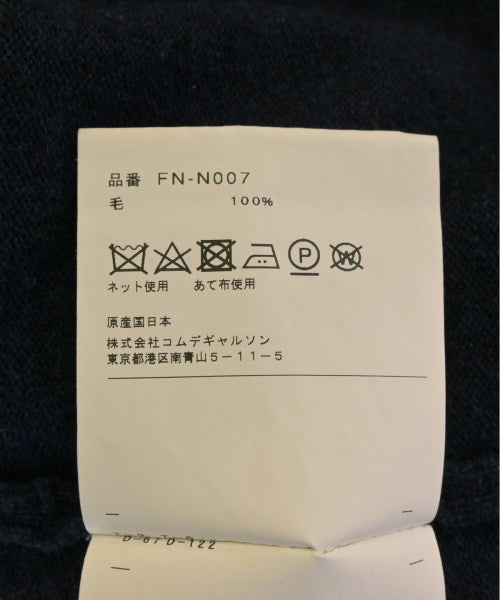 品番 FN-N007
毛 100%
P W
ネット使用 あて布使用
原産国日本
株式会社コムデギャルソン
東京都港区南青山5-11-5